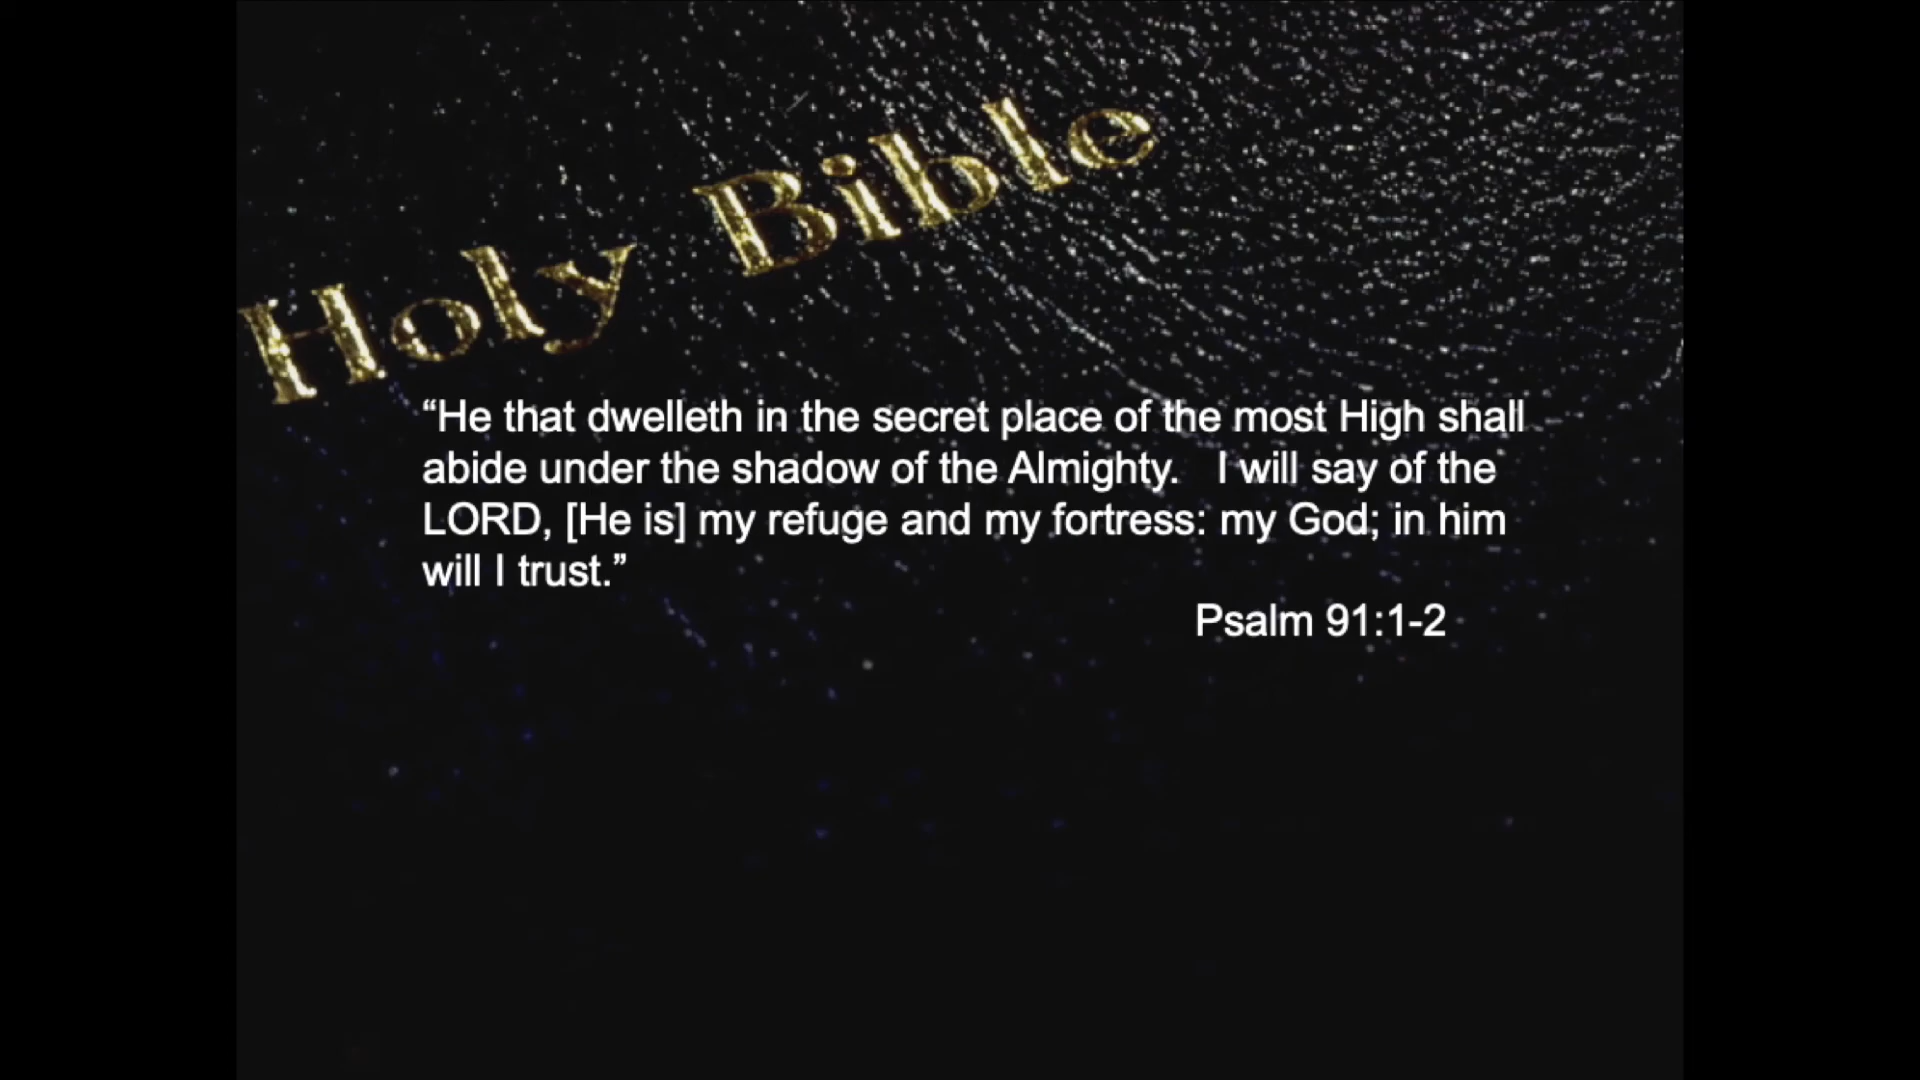 Holy Bible
“He that dwelleth in the secret place of the most High shall
abide under the shadow of the Almighty.   I will say of the
LORD, [He is] my refuge and my fortress: my God; in him
will I trust.”
Psalm 91:1-2